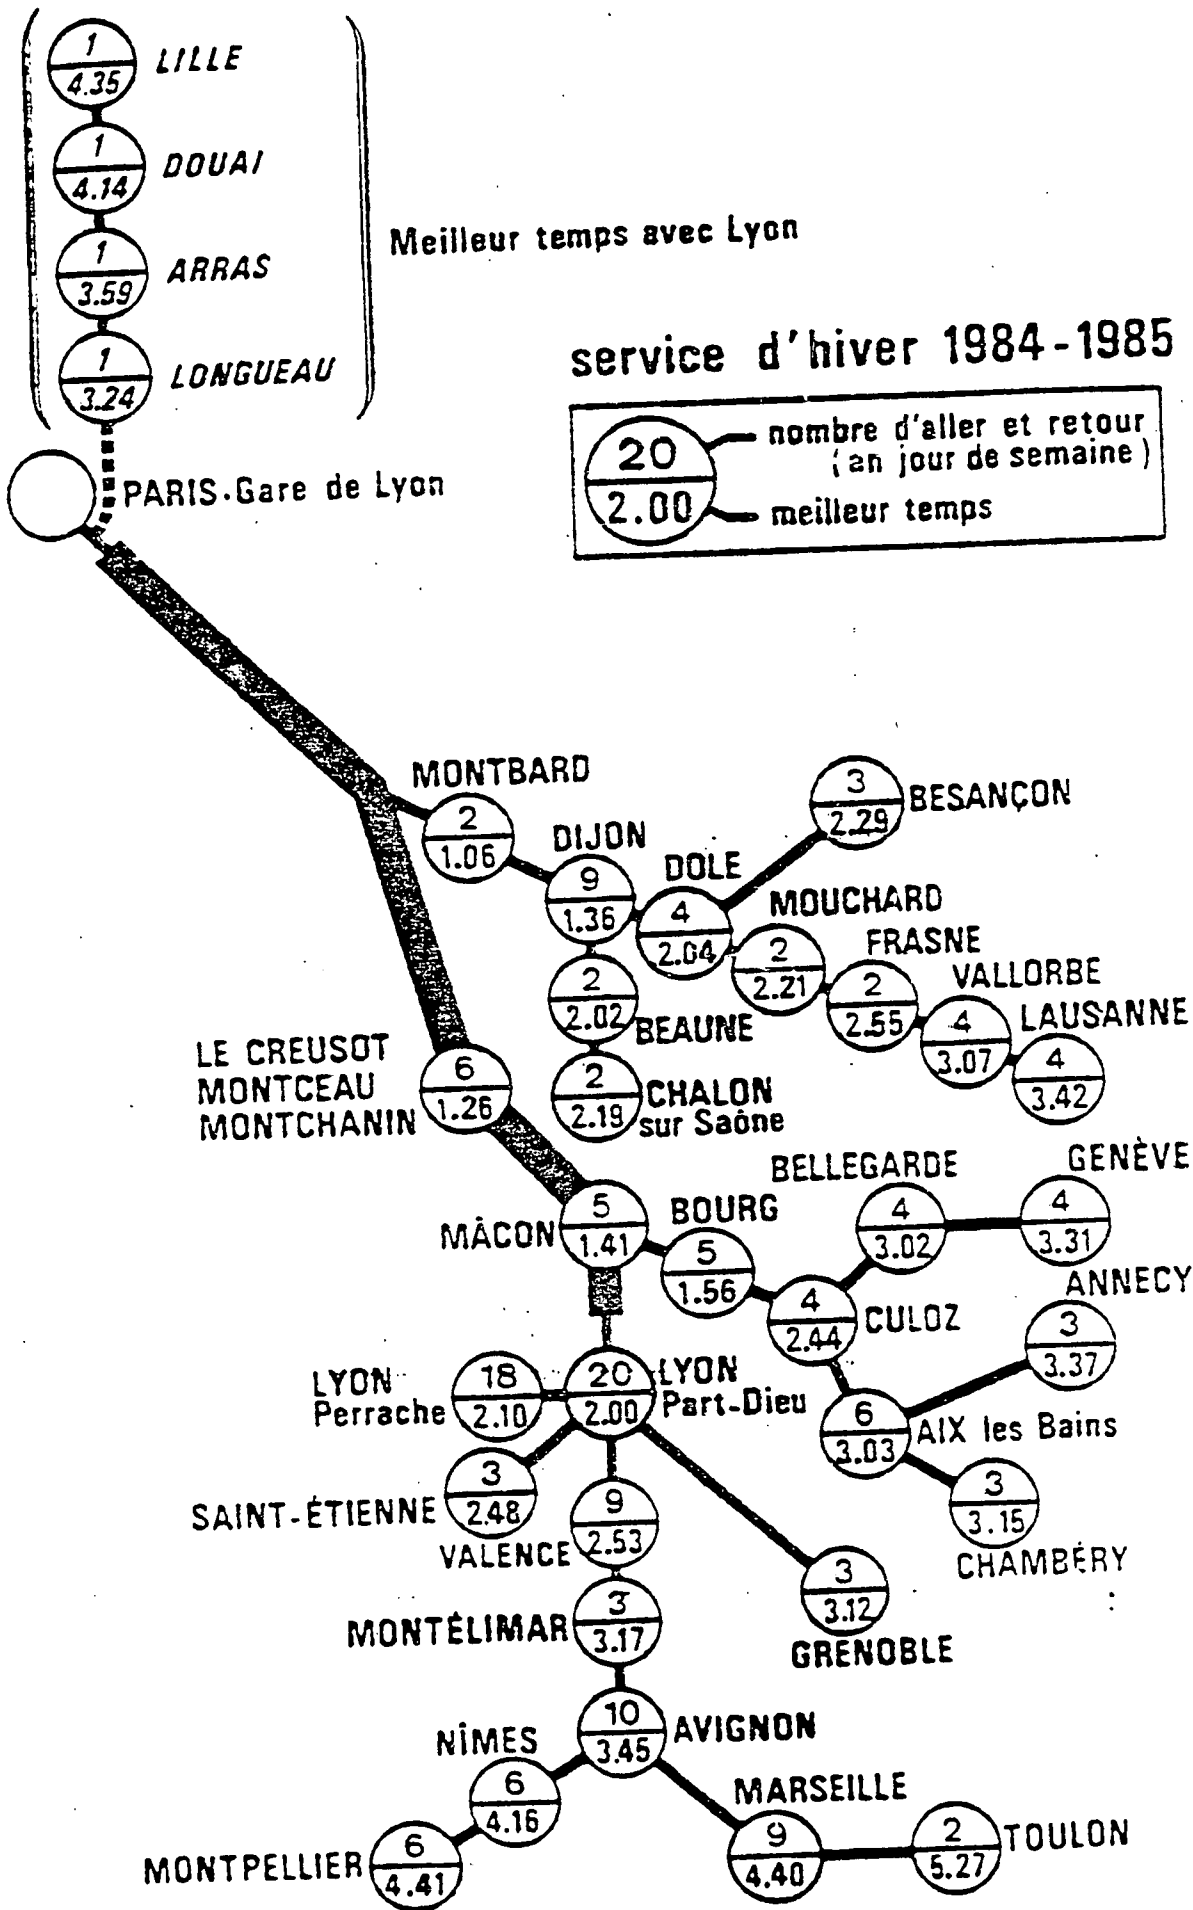 1
4.35
LILLE
1
4.14
DOUAI
1
3.59
ARRAS
1
3.24
LONGUEAU
Meilleur temps avec Lyon
service d'hiver 1984-1985
20
2.00
nombre d'aller et retour
(an jour de semaine)
meilleur temps
PARIS.Gare de Lyon
MONTBARD
2
1.06
DIJON
9
1.36
DOLE
4
2.04
3
2.29
BESANÇON
MOUCHARD
2
2.21
FRASNE
2
2.55
VALLORBE
4
3.07
LAUSANNE
4
3.42
2
2.02
BEAUNE
2
2.19
CHALON
sur Saône
LE CREUSOT
MONTCEAU
MONTCHANIN
6
1.26
MÂCON
5
1.41
BOURG
5
1.56
BELLEGARDE
4
3.02
GENÈVE
4
3.31
4
2.44
CULOZ
ANNECY
3
3.37
6
3.03
AIX les Bains
3
3.15
CHAMBÉRY
LYON
Perrache
18
2.10
20
2.00
LYON
Part-Dieu
SAINT-ÉTIENNE
3
2.48
VALENCE
9
2.53
3
3.12
GRENOBLE
MONTÉLIMAR
3
3.17
10
3.45
AVIGNON
NÎMES
6
4.16
MONTPELLIER
6
4.41
MARSEILLE
9
4.40
2
5.27
TOULON